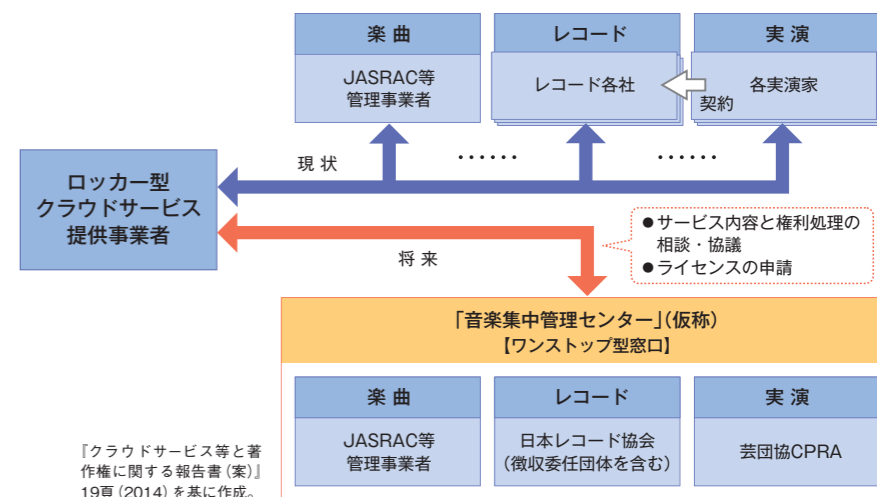 楽 曲
レコード
実 演
JASRAC等
管理事業者
レコード各社
契約
各実演家
現 状
‥‥‥
‥‥‥
ロッカー型
クラウドサービス
提供事業者
将 来
●サービス内容と権利処理の
相談・協議
●ライセンスの申請
「音楽集中管理センター」(仮称)
【ワンストップ型窓口】
楽 曲
レコード
実 演
JASRAC等
管理事業者
日本レコード協会
(徴収委任団体を含む)
芸団協CPRA
『クラウドサービス等と著
作権に関する報告書(案)』
19頁(2014)を基に作成。